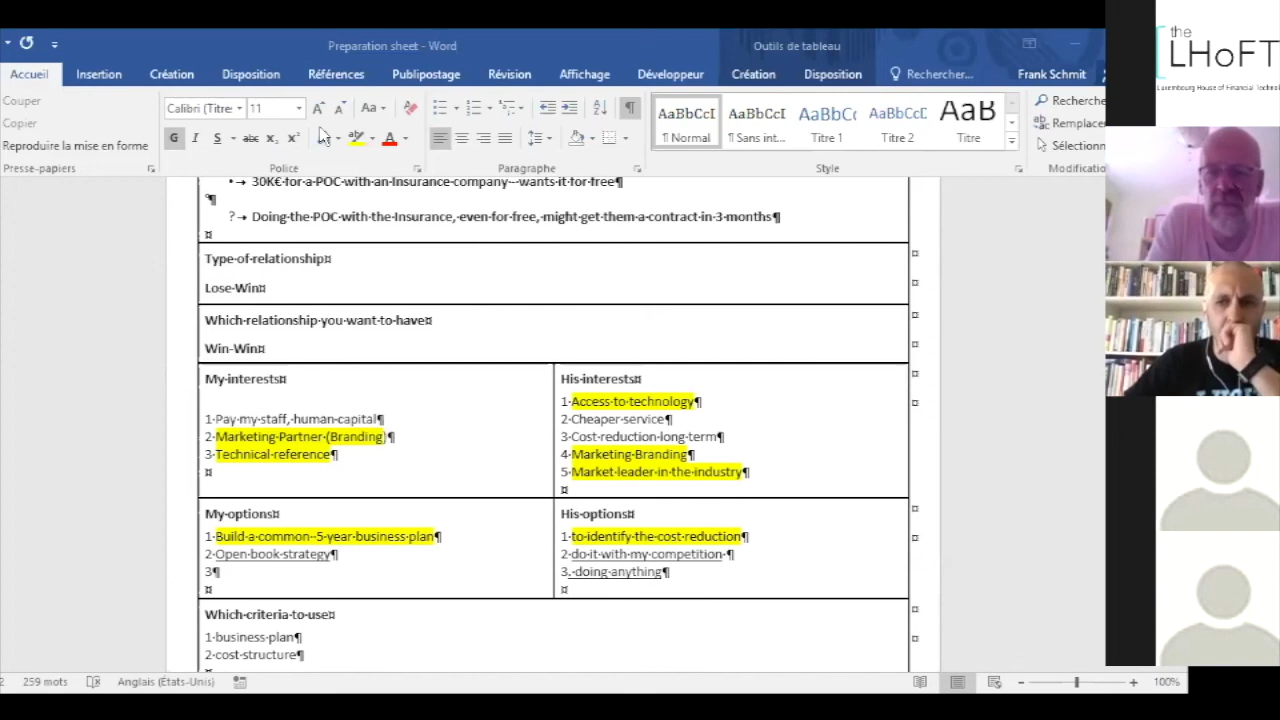 Preparation sheet - Word
Outils de tableau
the
LHoFT
Luxembourg House of Financial Technol
Accueil
Insertion
Création
Disposition
Références
Publipostage
Révision
Affichage
Développeur
Création
Disposition
Rechercher...
Frank Schmit
Couper
Copier
Reproduire la mise en forme
Presse-papiers
Calibri (Titre
11
Aa
G I S abc x₂ x²
Police
Paragraphe
AaBbCcI
¶ Normal
AaBbCcI
¶ Sans int...
AaBbC
Titre 1
AaBbCc
Titre 2
AaB
Titre
Style
Recherche
Remplace
Sélectionn
Modificatio
30K€ for a POC with an Insurance company - wants it for free¶
¶
? → Doing the POC with the Insurance, even for free, might get them a contract in 3 months¶
Type of relationship¤
Lose-Win¤
Which relationship you want to have¤
Win-Win¤
My interests¤
1 Pay my staff, human capital¶
2 Marketing Partner (Branding)¶
3 Technical reference¶
His interests¤
1 Access to technology¶
2 Cheaper service¶
3 Cost reduction long term¶
4 Marketing Branding¶
5 Market leader in the industry¶
My options¤
1 Build a common -5 year business plan¶
2 Open book strategy¶
3¶
His options¤
1 to identify the cost reduction¶
2 do it with my competition ¶
3. doing anything¶
Which criteria to use¤
1 business plan¶
2 cost structure¶
2
259 mots
Anglais (États-Unis)
100%